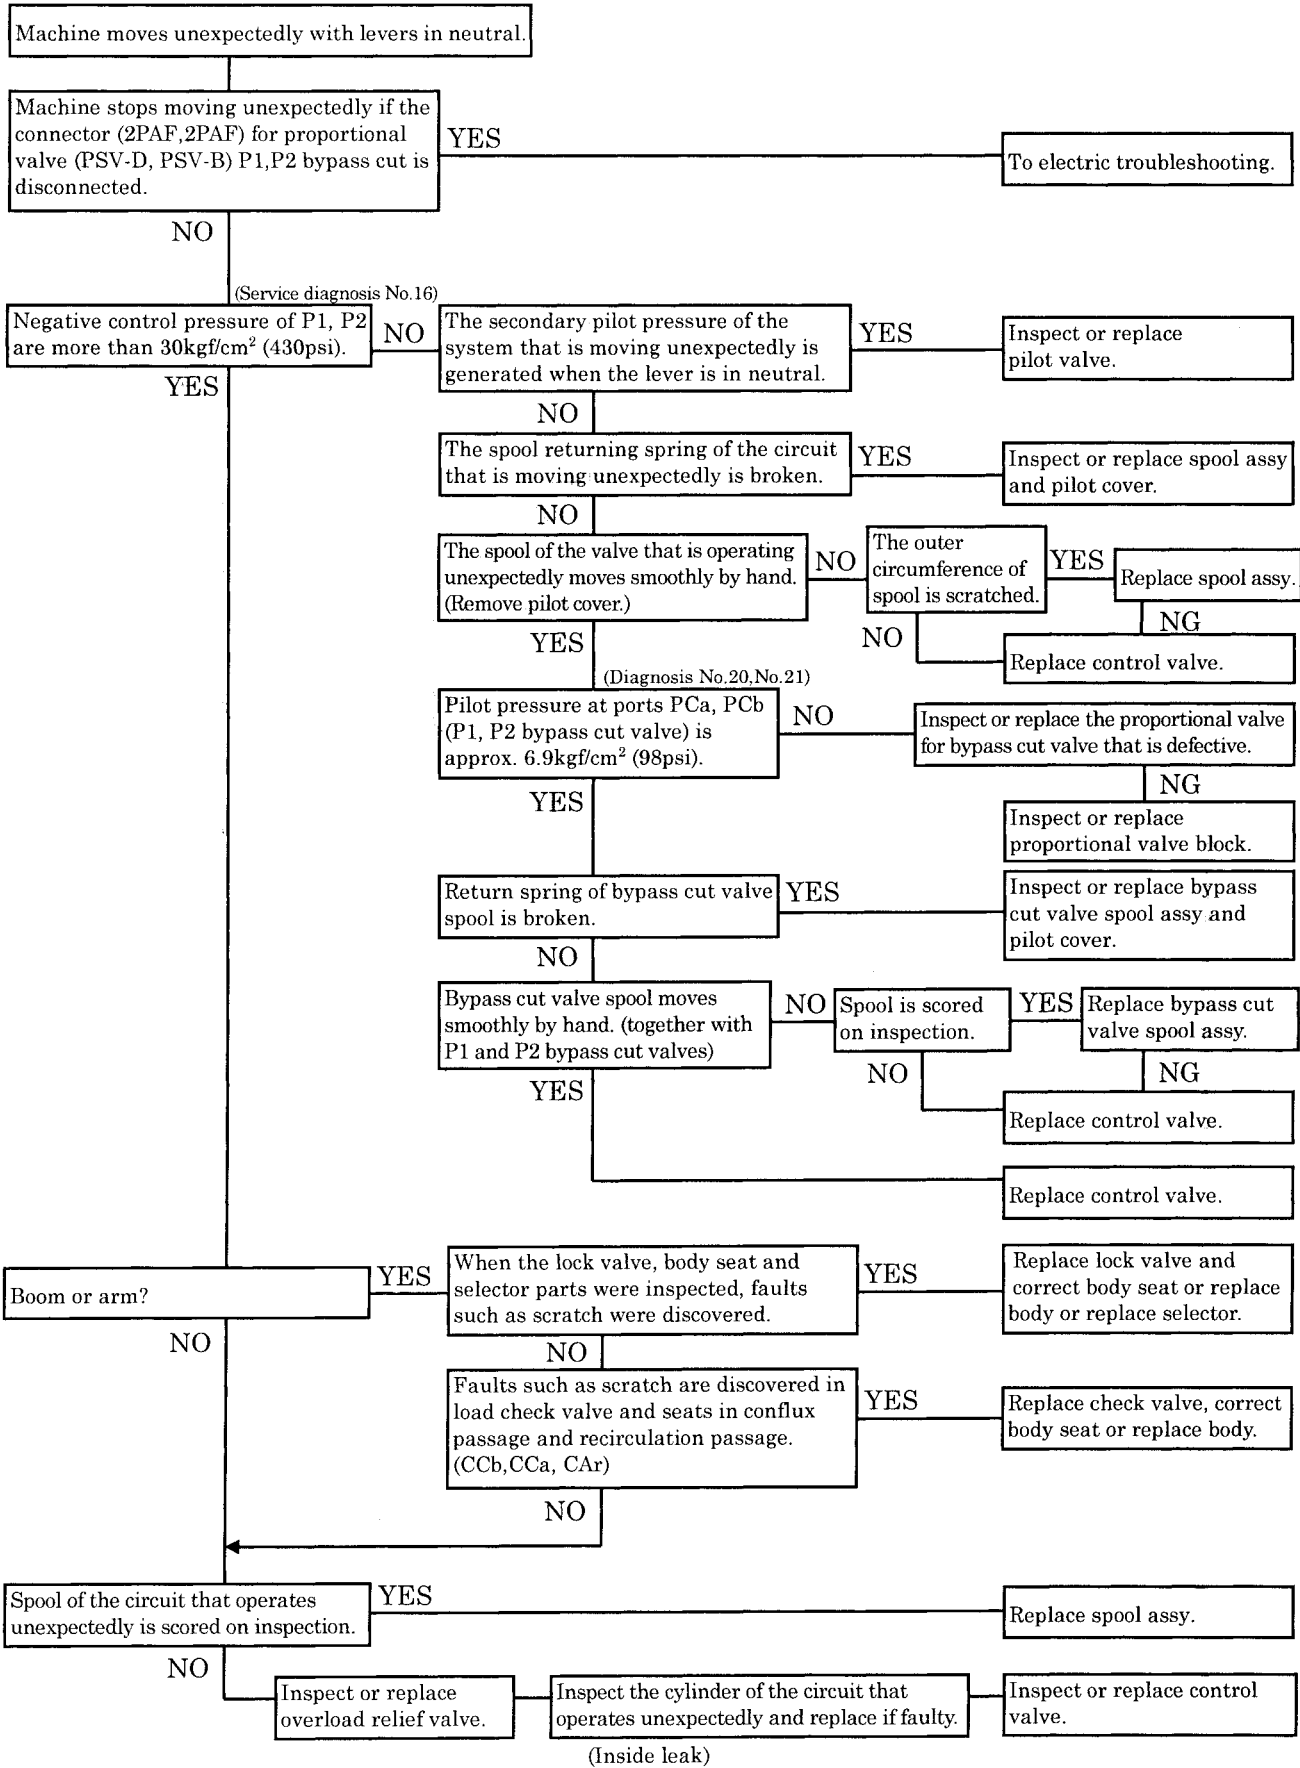 Machine moves unexpectedly with levers in neutral.
Machine stops moving unexpectedly if the
connector (2PAF,2PAF) for proportional
valve (PSV-D, PSV-B) P1,P2 bypass cut is
disconnected.
YES
To electric troubleshooting.
NO
(Service diagnosis No.16)
Negative control pressure of P1, P2
are more than 30kgf/cm² (430psi).
NO
The secondary pilot pressure of the
system that is moving unexpectedly is
generated when the lever is in neutral.
YES
Inspect or replace
pilot valve.
YES
NO
The spool returning spring of the circuit
that is moving unexpectedly is broken.
YES
Inspect or replace spool assy
and pilot cover.
NO
The spool of the valve that is operating
unexpectedly moves smoothly by hand.
(Remove pilot cover.)
NO
The outer
circumference of
spool is scratched.
YES
Replace spool assy.
NG
NO
Replace control valve.
YES
(Diagnosis No.20,No.21)
Pilot pressure at ports PCa, PCb
(P1, P2 bypass cut valve) is
approx. 6.9kgf/cm² (98psi).
NO
Inspect or replace the proportional valve
for bypass cut valve that is defective.
NG
Inspect or replace
proportional valve block.
YES
Return spring of bypass cut valve
spool is broken.
YES
Inspect or replace bypass
cut valve spool assy and
pilot cover.
NO
Bypass cut valve spool moves
smoothly by hand. (together with
P1 and P2 bypass cut valves)
NO
Spool is scored
on inspection.
YES
Replace bypass cut
valve spool assy.
NO
NG
Replace control valve.
YES
Replace control valve.
Boom or arm?
YES
When the lock valve, body seat and
selector parts were inspected, faults
such as scratch were discovered.
YES
Replace lock valve and
correct body seat or replace
body or replace selector.
NO
NO
Faults such as scratch are discovered in
load check valve and seats in conflux
passage and recirculation passage.
(CCb,CCa, CAr)
YES
Replace check valve, correct
body seat or replace body.
NO
Spool of the circuit that operates
unexpectedly is scored on inspection.
YES
Replace spool assy.
NO
Inspect or replace
overload relief valve.
Inspect the cylinder of the circuit that
operates unexpectedly and replace if faulty.
Inspect or replace control
valve.
(Inside leak)